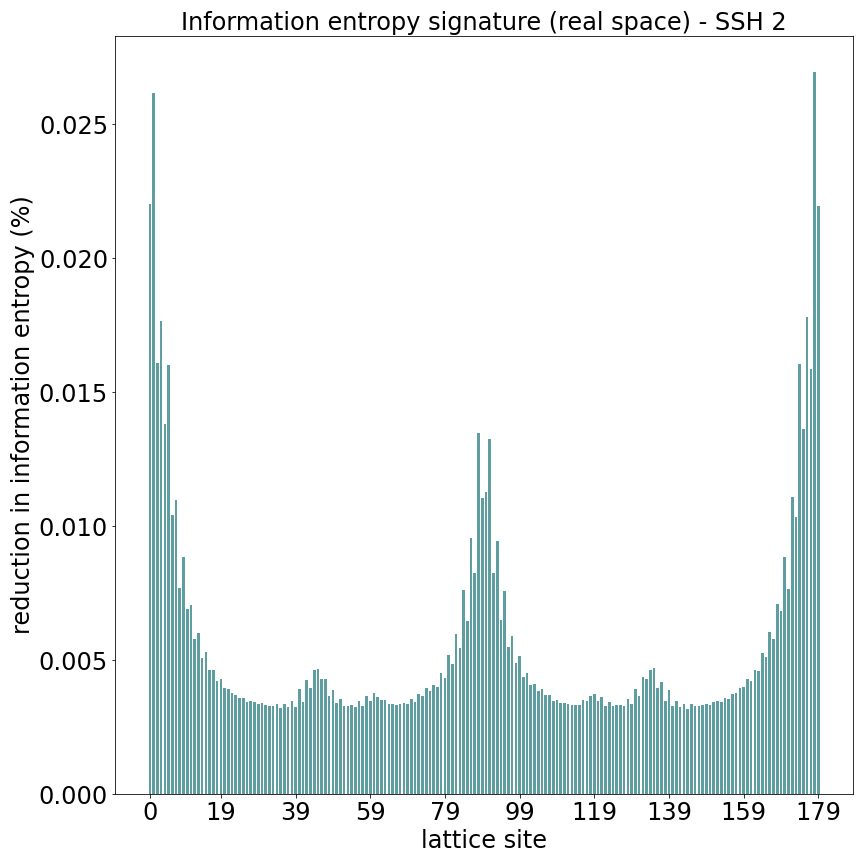 Information entropy signature (real space) - SSH 2
reduction in information entropy (%)
0.025
0.020
0.015
0.010
0.005
0.000
0 19 39 59 79 99 119 139 159 179
lattice site